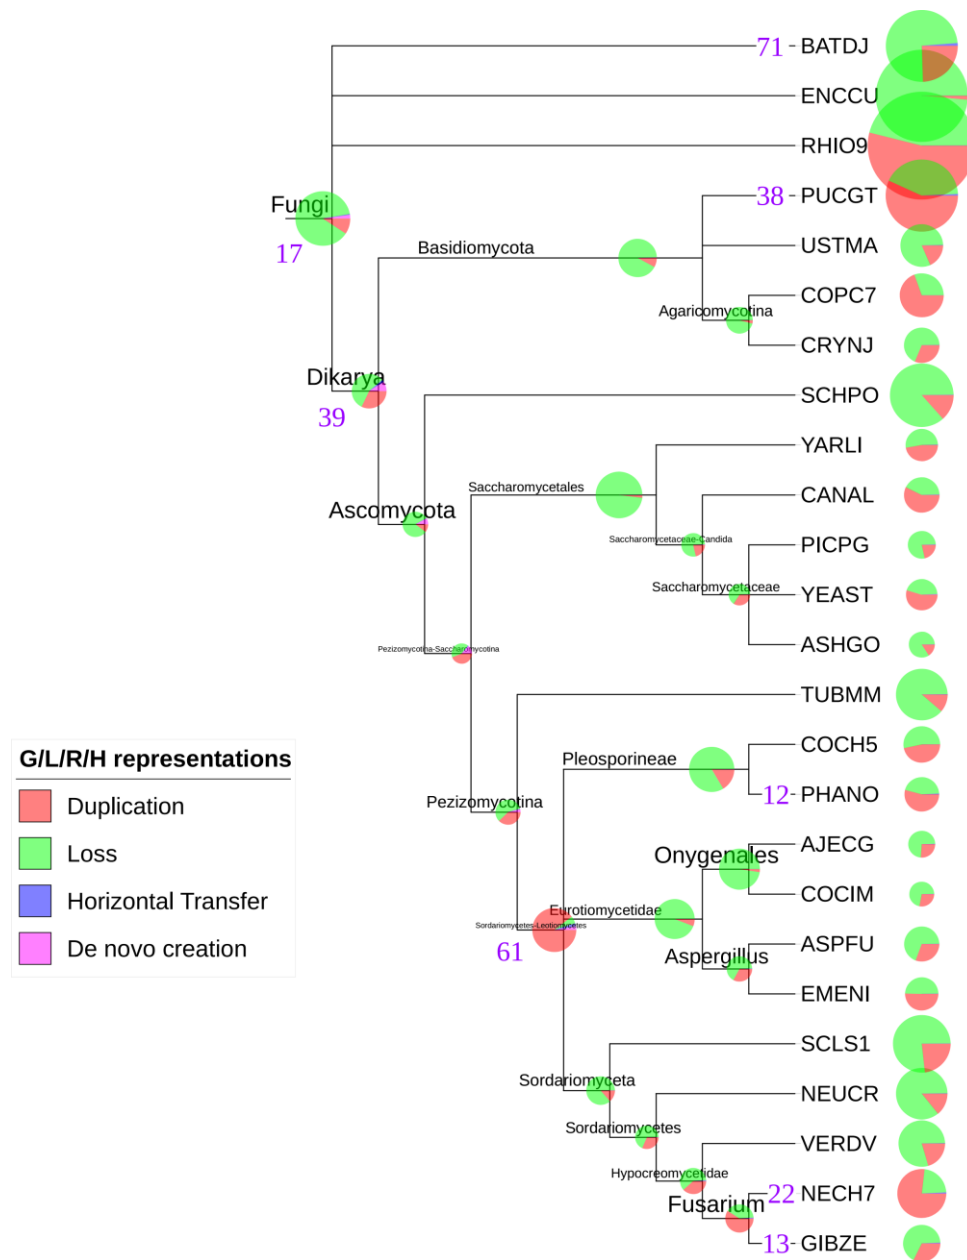 71 BATDJ
ENCCU
RHIO9
38 PUCGT
Fungi
USTMA
Basidiomycota
17
COPC7
Agaricomycotina
CRYNJ
Dikarya
SCHPO
39
YARLI
Saccharomycetales
CANAL
Ascomycota
Saccharomycetaceae-Candida
PICPG
Saccharomycetaceae
YEAST
ASHGO
Pezizomycotina-Saccharomycotina
TUBMM
COCH5
G/L/R/H representations
Pleosporineae
12 PHANO
Duplication
Pezizomycotina
AJECG
Loss
Onygenales
COCIM
Horizontal Transfer
Eurotiomycetidae
Sordariomycetes-Leotiomycetes
De novo creation
61
Aspergillus
ASPFU
EMENI
SCLS1
Sordariomyceta
NEUCR
Sordariomycetes
VERDV
Hypocreomycetidae
22 NECH7
Fusarium
13 GIBZE